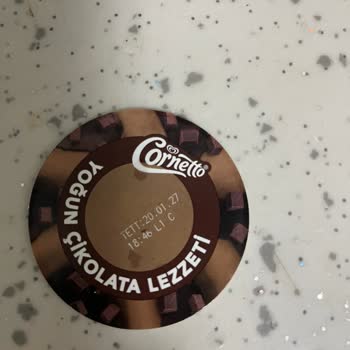 Cornetto
TETT:20.01.27
18:46 L1 C
YOĞUN ÇİKOLATA LEZZETİ